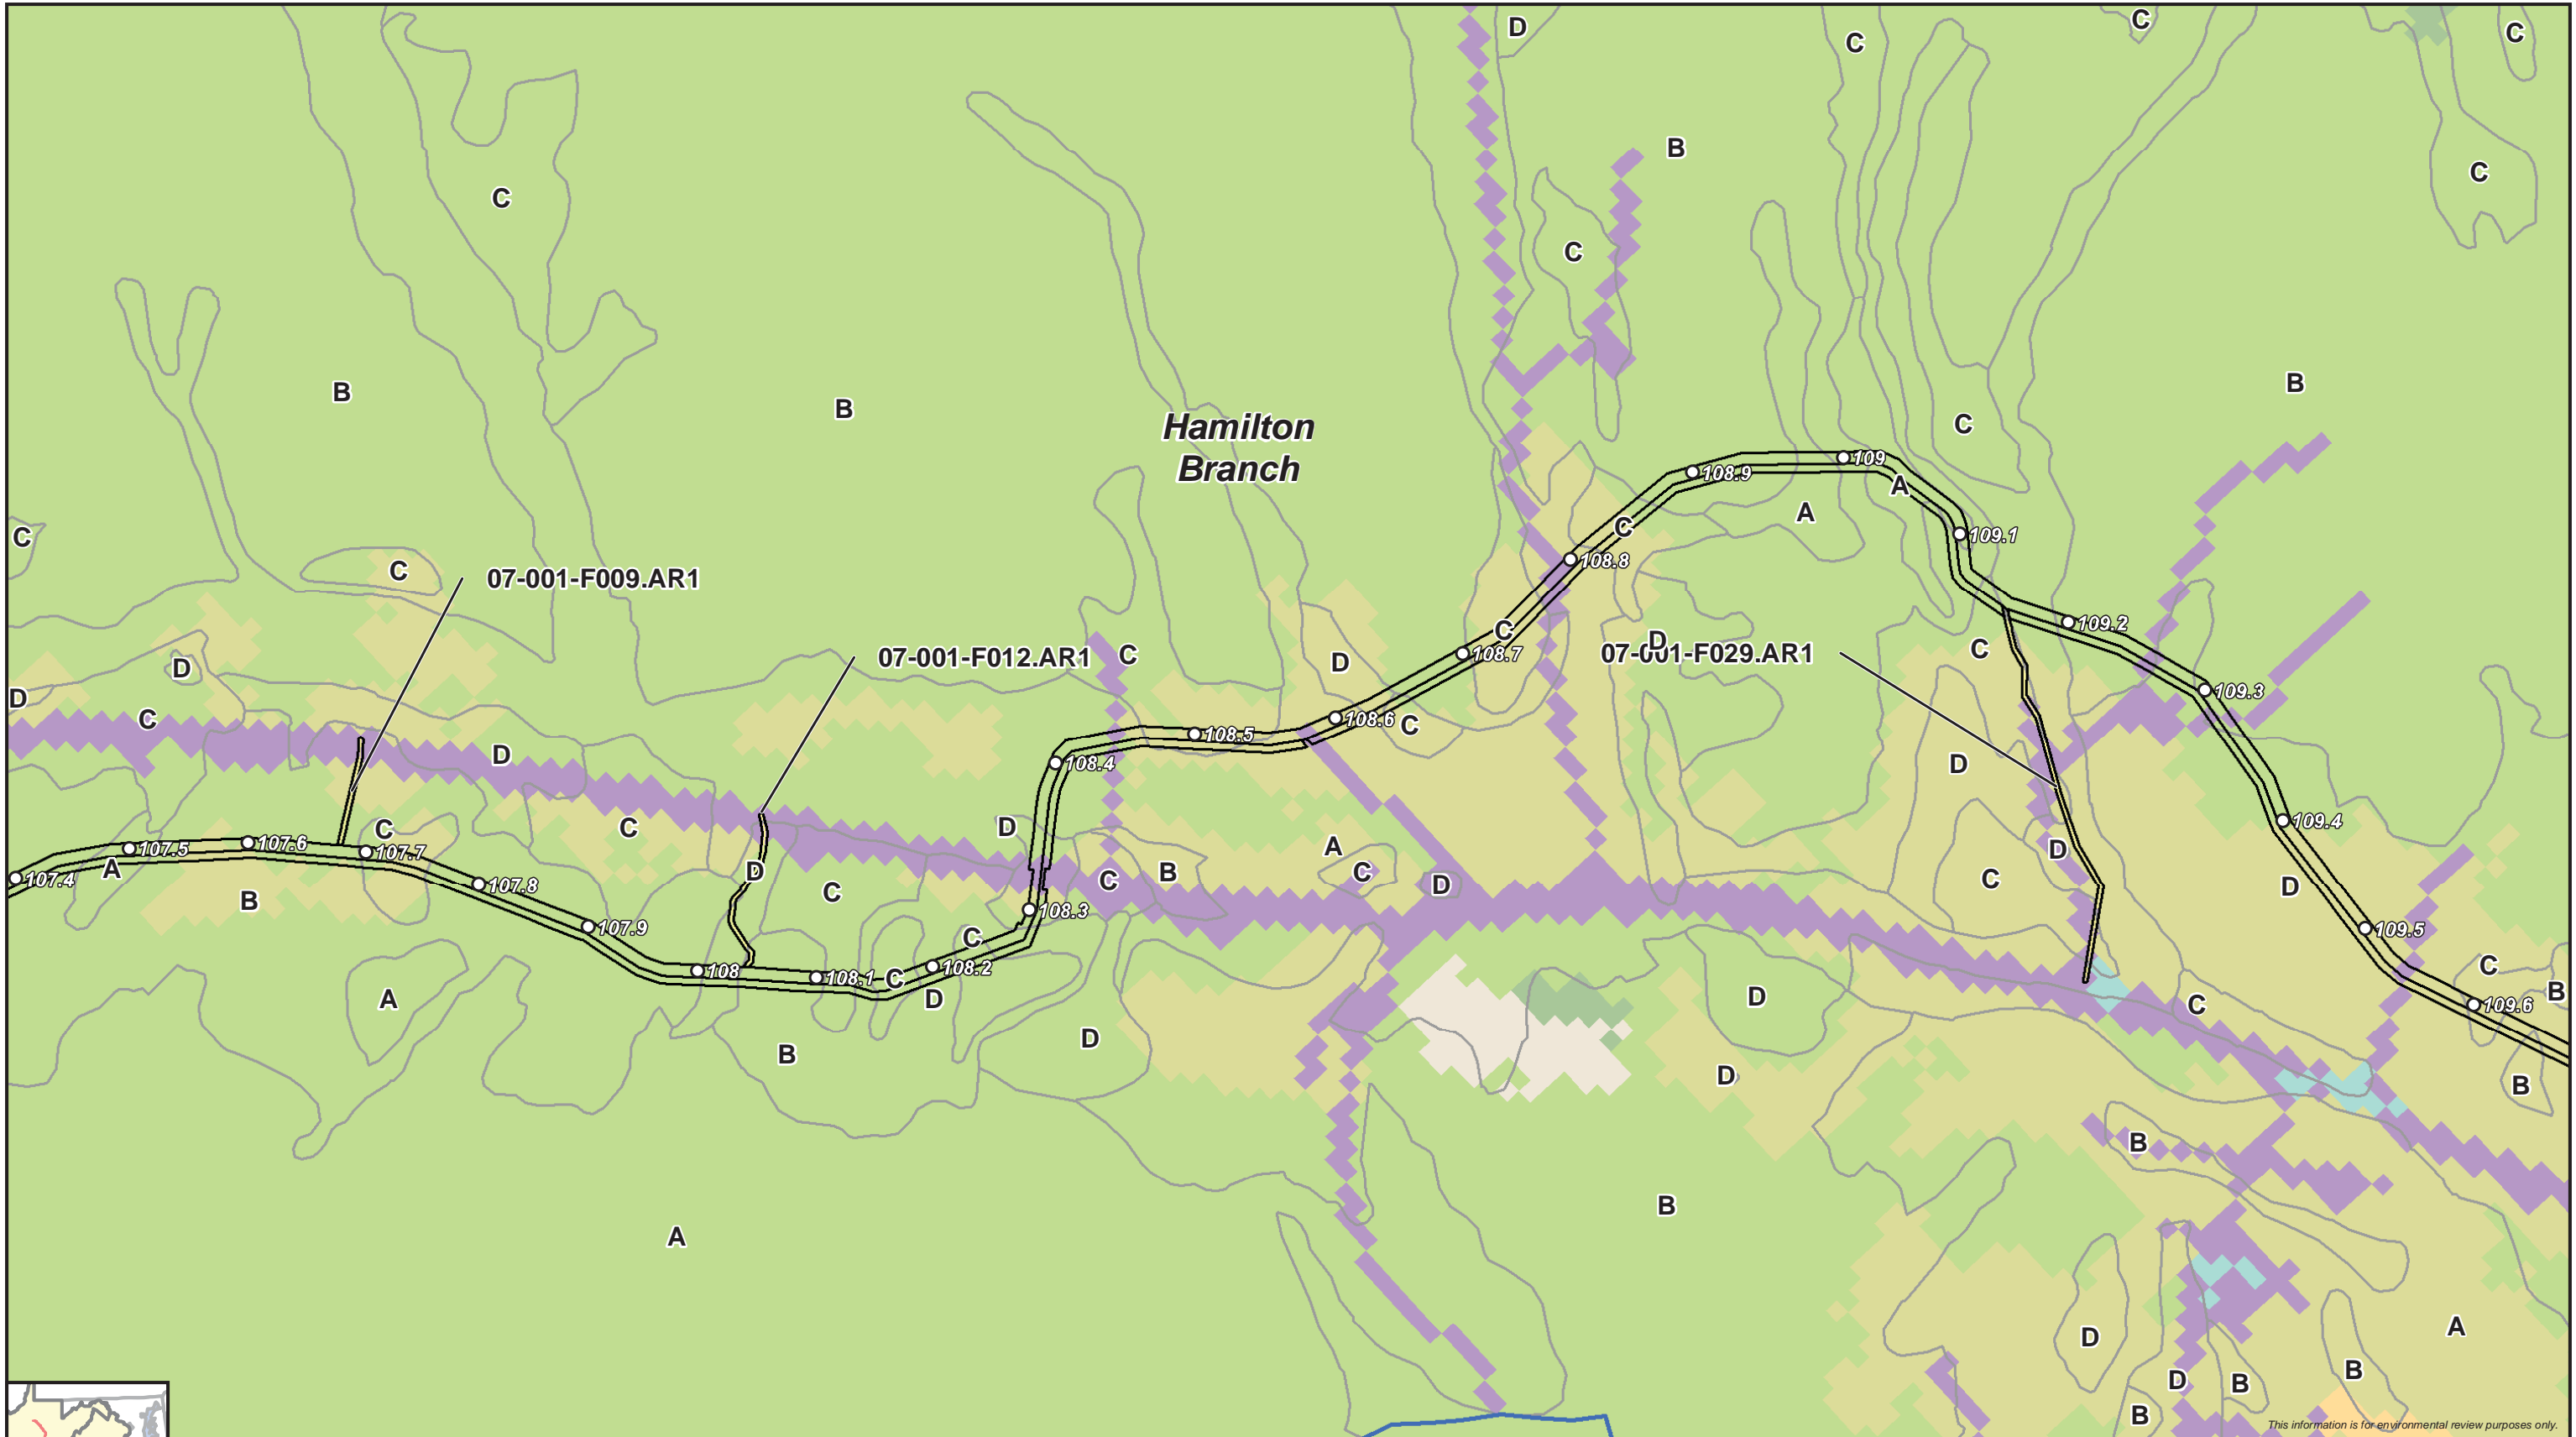 D
C
C
C
B
C
C
C
B
B
B
C
Hamilton
Branch
109
108.9
A
A
C
C
109.1
108.8
C
07-001-F009.AR1
109.2
C
07-001-F012.AR1
C
D
108.7
D
07-001-F029.AR1
C
D
D
109.3
C
108.6
C
108.5
D
108.4
D
109.4
C
C
D
107.6
107.5
A
107.7
D
A
107.4
D
B
C
C
D
C
D
107.8
C
B
108.3
107.9
C
109.5
108
108.1
C
108.2
C
B
A
D
D
C
109.6
D
B
D
B
B
B
A
A
D
B
D
B
B
This information is for environmental review purposes only.